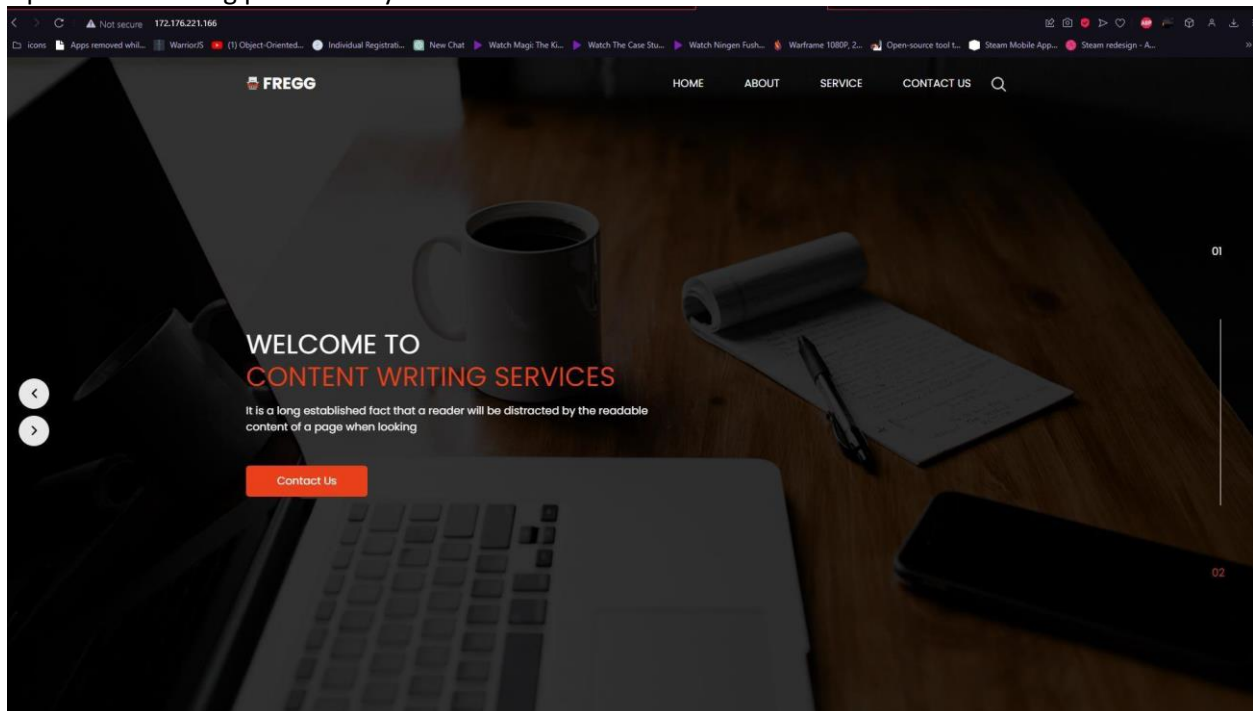 Not secure 172.176.221.166
icons Apps removed whil... WarriorJS (1) Object-Oriented... Individual Registrati... New Chat Watch Magi: The Ki... Watch The Case Stu... Watch Ningen Fush... Warframe 1080P, 2... Open-source tool t... Steam Mobile App... Steam redesign - A...
FREGG HOME ABOUT SERVICE CONTACT US
01
WELCOME TO
CONTENT WRITING SERVICES
It is a long established fact that a reader will be distracted by the readable
content of a page when looking
Contact Us
02